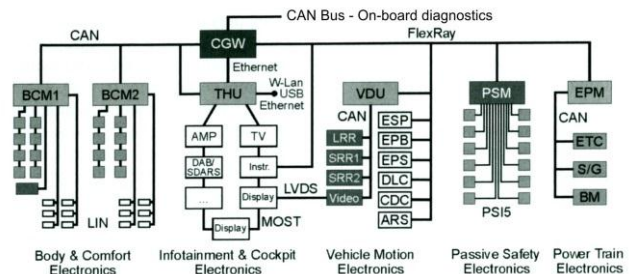 CAN Bus - On-board diagnostics
CAN
CGW
FlexRay
Ethernet
W-Lan
USB
Ethernet
BCM1
BCM2
THU
VDU
PSM
EPM
CAN
CAN
AMP
TV
ESP
LRR
EPB
ETC
DAB/
SDARS
Instr.
SRR1
EPS
S/G
SRR2
DLC
...
Display
LVDS
Video
CDC
BM
LIN
Display
MOST
ARS
PSI5
Body & Comfort
Electronics
Infotainment & Cockpit
Electronics
Vehicle Motion
Electronics
Passive Safety
Electronics
Power Train
Electronics